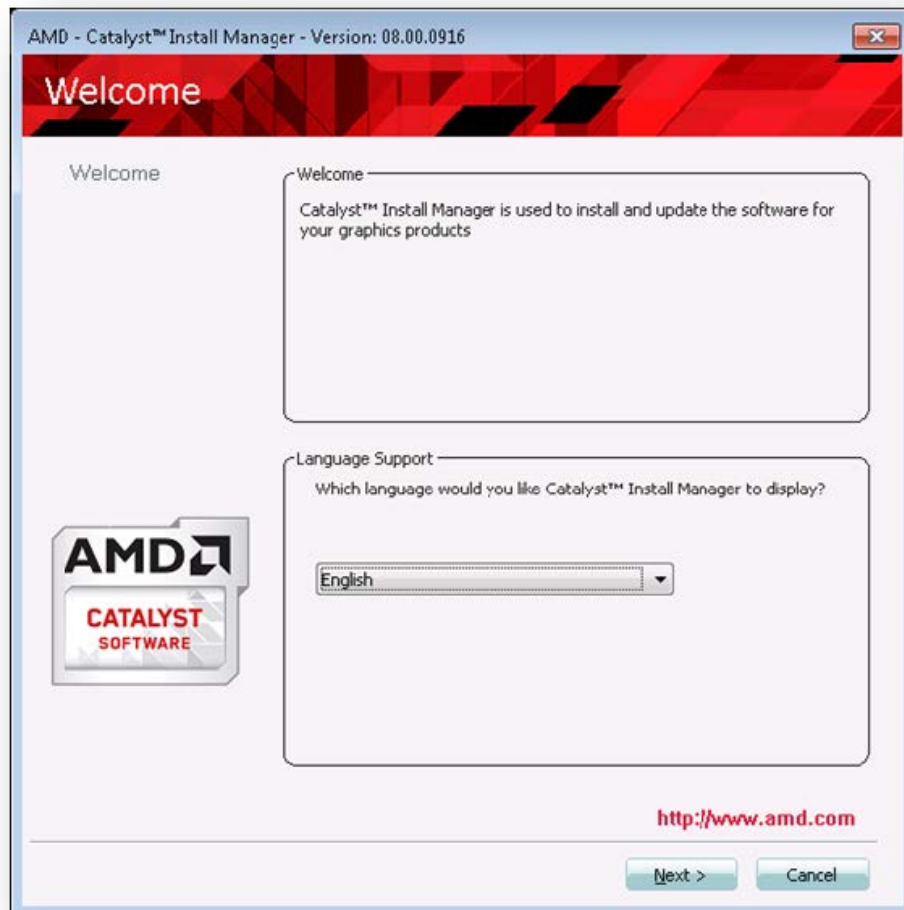 AMD - Catalyst™ Install Manager - Version: 08.00.0916
Welcome
Welcome
Welcome
Catalyst™ Install Manager is used to install and update the software for
your graphics products
Language Support
Which language would you like Catalyst™ Install Manager to display?
English
AMD
CATALYST
SOFTWARE
http://www.amd.com
Next >
Cancel